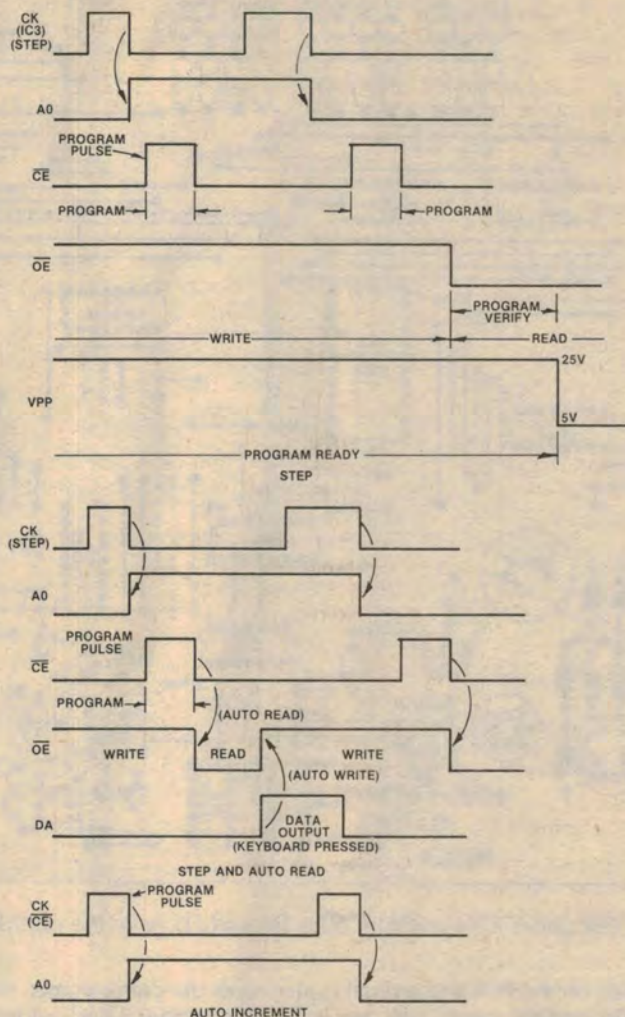 CK
(IC3)
(STEP)
A0
PROGRAM
PULSE
CE
PROGRAM
PROGRAM
OE
PROGRAM
VERIFY
WRITE
READ
25V
VPP
5V
PROGRAM READY
STEP
CK
(STEP)
A0
PROGRAM
PULSE
CE
PROGRAM
(AUTO READ)
OE
WRITE
READ
WRITE
(AUTO WRITE)
DA
DATA
OUTPUT
(KEYBOARD PRESSED)
STEP AND AUTO READ
PROGRAM
PULSE
CK
(CE)
A0
AUTO INCREMENT